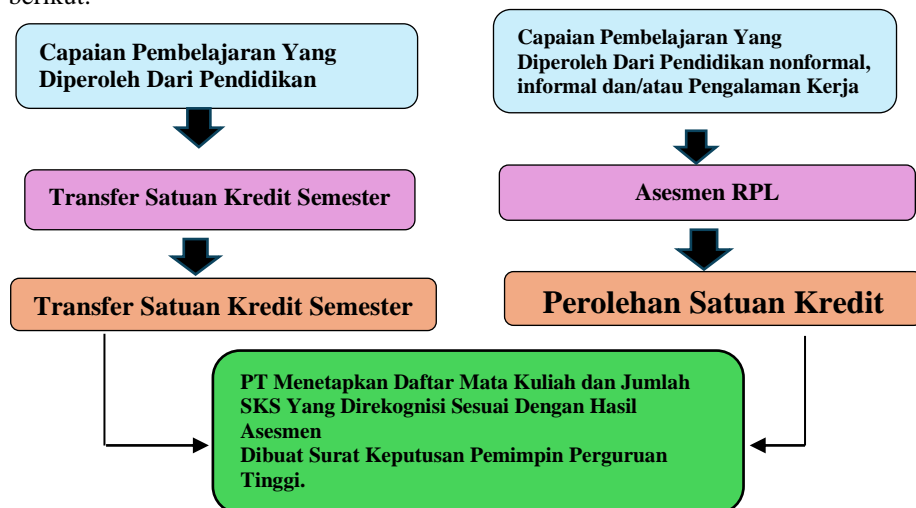 berikut:
Capaian Pembelajaran Yang
Diperoleh Dari Pendidikan
Capaian Pembelajaran Yang
Diperoleh Dari Pendidikan nonformal,
informal dan/atau Pengalaman Kerja
Transfer Satuan Kredit Semester
Asesmen RPL
Transfer Satuan Kredit Semester
Perolehan Satuan Kredit
PT Menetapkan Daftar Mata Kuliah dan Jumlah
SKS Yang Direkognisi Sesuai Dengan Hasil
Asesmen
Dibuat Surat Keputusan Pemimpin Perguruan
Tinggi.